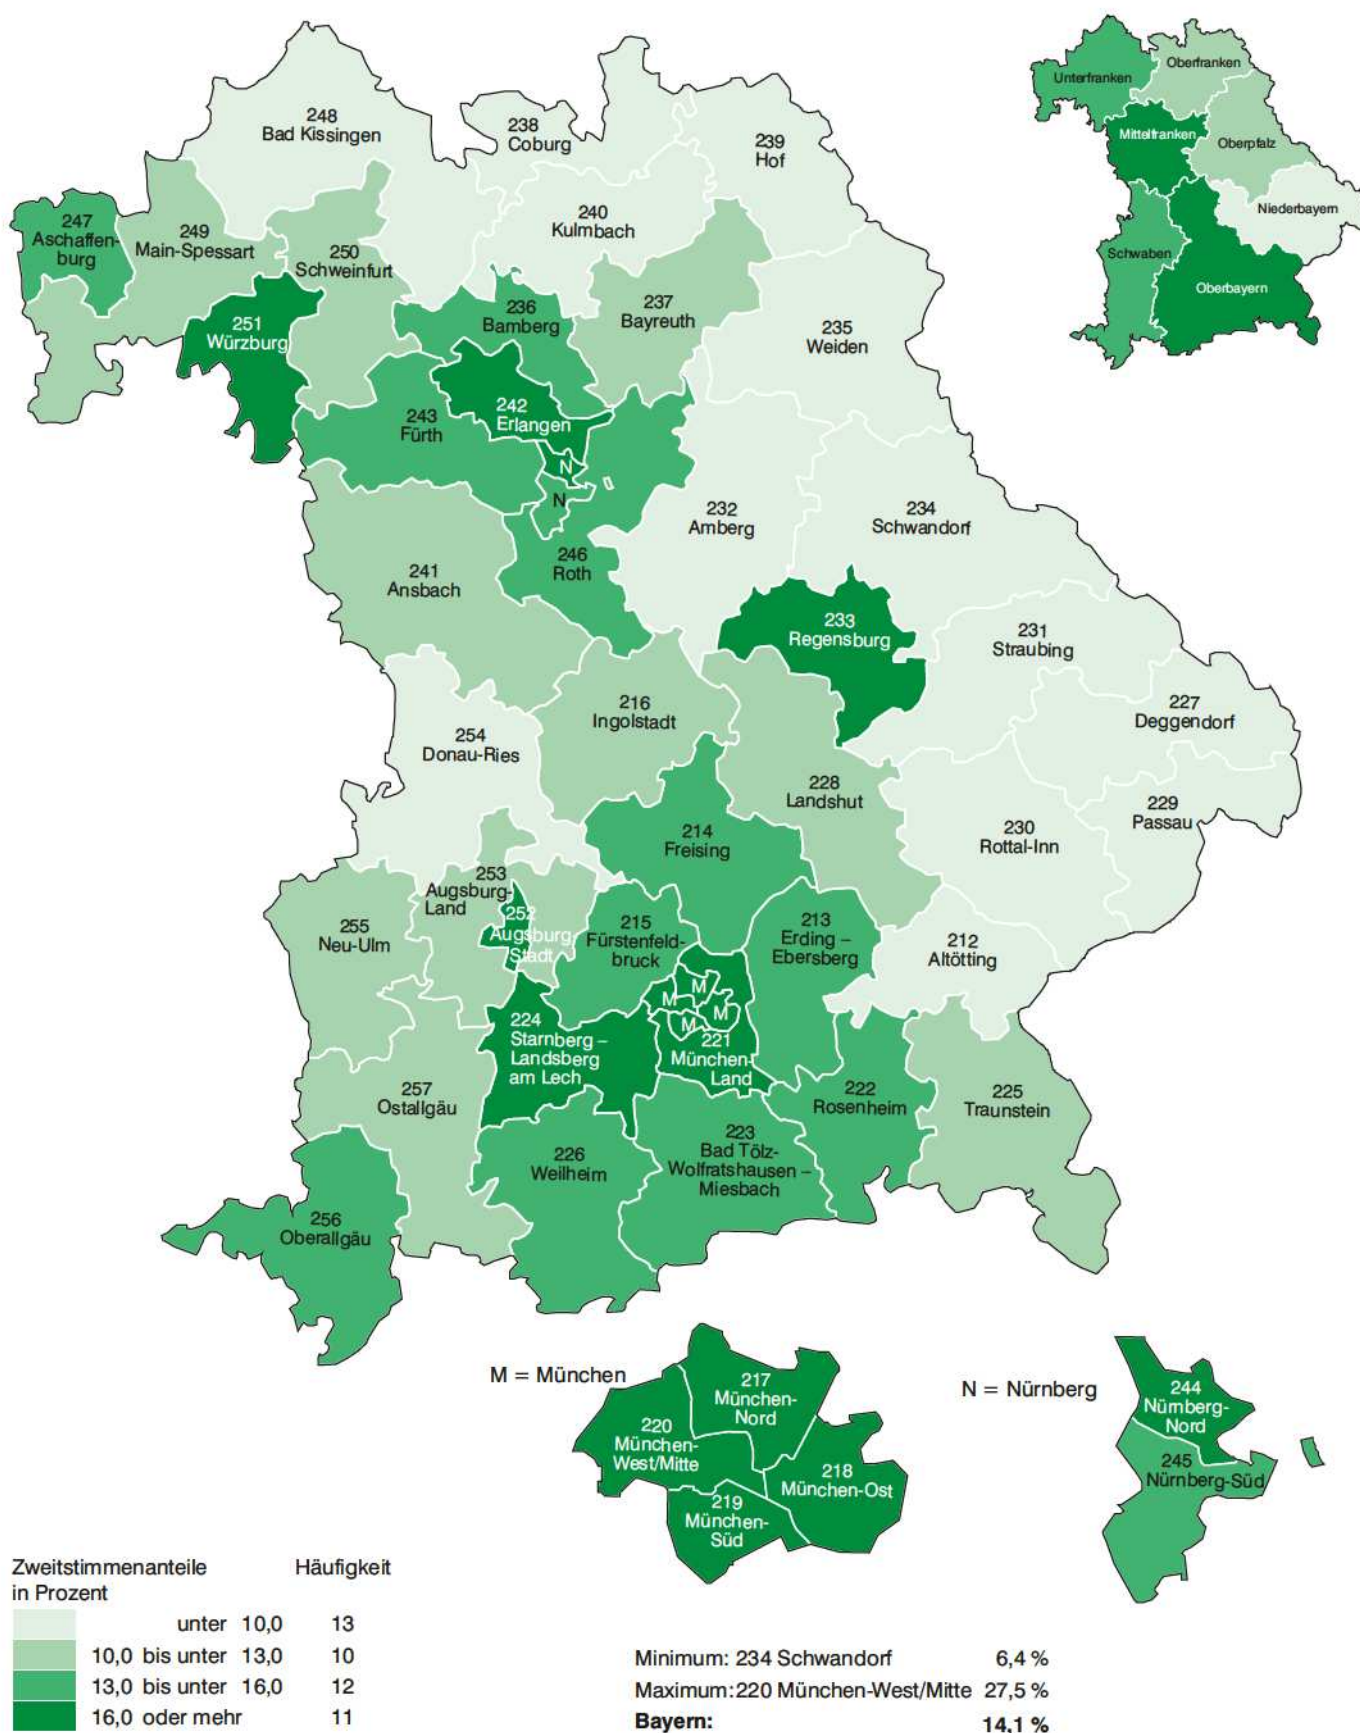 Unterfranken
Oberfranken
Mittelfranken
Oberpfalz
Niederbayern
Schwaben
Oberbayern
248
Bad Kissingen
238
Coburg
239
Hof
240
Kulmbach
247
Aschaffen-
burg
249
Main-Spessart
250
Schweinfurt
251
Würzburg
236
Bamberg
237
Bayreuth
235
Weiden
242
Erlangen
243
Fürth
N
N
232
Amberg
234
Schwandorf
246
Roth
241
Ansbach
233
Regensburg
231
Straubing
227
Deggendorf
216
Ingolstadt
254
Donau-Ries
228
Landshut
229
Passau
230
Rottal-Inn
214
Freising
253
Augsburg-
Land
252
Augsburg-
Stadt
255
Neu-Ulm
215
Fürstenfeld-
bruck
213
Erding –
Ebersberg
212
Altötting
M
M
M
M
224
Starnberg –
Landsberg
am Lech
221
München-
Land
222
Rosenheim
225
Traunstein
257
Ostallgäu
226
Weilheim
223
Bad Tölz-
Wolfratshausen –
Miesbach
256
Oberallgäu
M = München
217
München-
Nord
220
München-
West/Mitte
218
München-Ost
219
München-
Süd
N = Nürnberg
244
Nürnberg-
Nord
245
Nürnberg-Süd
Zweitstimmenanteile Häufigkeit
in Prozent
unter 10,0 13
10,0 bis unter 13,0 10
13,0 bis unter 16,0 12
16,0 oder mehr 11
Minimum: 234 Schwandorf 6,4 %
Maximum: 220 München-West/Mitte 27,5 %
Bayern: 14,1 %